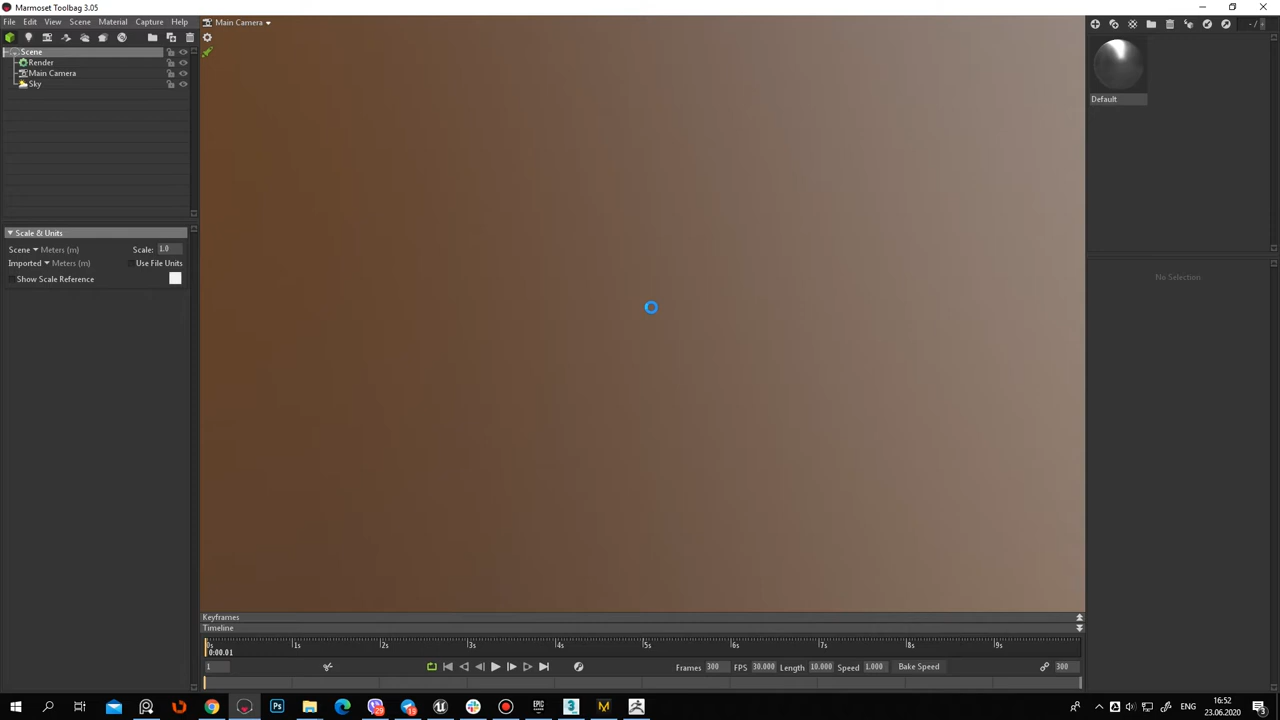 Marmoset Toolbag 3.05
File Edit View Scene Material Capture Help
Main Camera
Scene
Render
Main Camera
Sky
Scale & Units
Scene Meters (m) Scale: 1.0
Imported Meters (m) Use File Units
Show Scale Reference
Default
No Selection
Keyframes
Timeline
0s 1s 2s 3s 4s 5s 6s 7s 8s 9s
0:00.01
1 Frames 300 FPS 30.000 Length 10.000 Speed 1.000 Bake Speed 300
ENG 16:52
23.06.2020